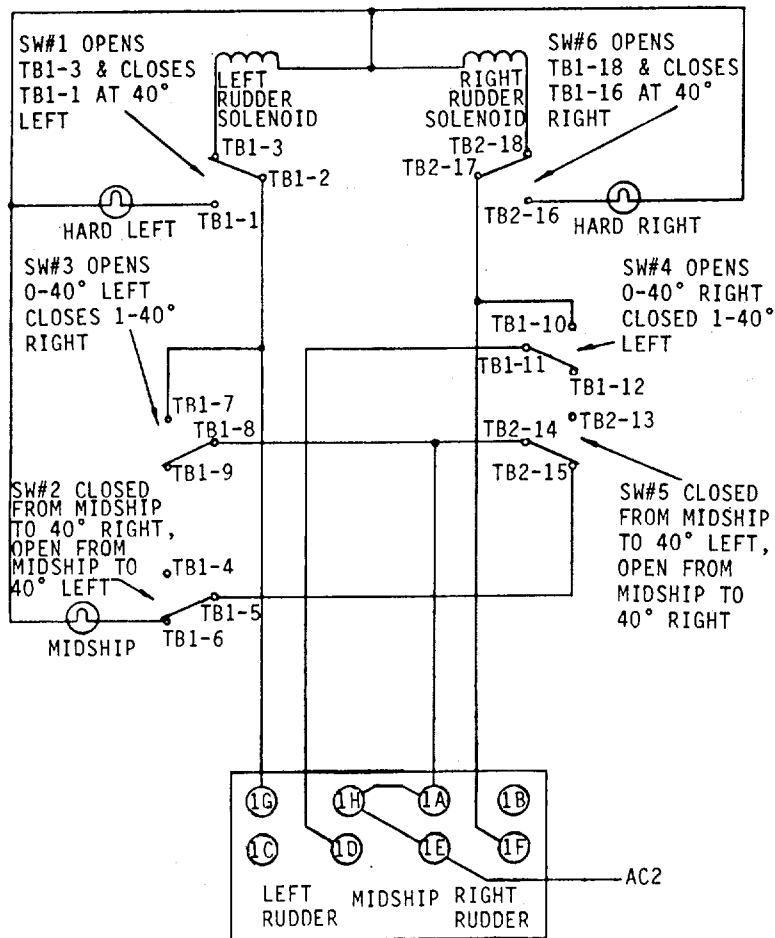 SW#1 OPENS
TB1-3 & CLOSES
TB1-1 AT 40°
LEFT
LEFT
RUDDER
SOLENOID
RIGHT
RUDDER
SOLENOID
SW#6 OPENS
TB1-18 & CLOSES
TB1-16 AT 40°
RIGHT
TB1-3
TB1-2
TB2-18
TB2-17
TB1-1
TB2-16
HARD LEFT
HARD RIGHT
SW#3 OPENS
0-40° LEFT
CLOSES 1-40°
RIGHT
SW#4 OPENS
0-40° RIGHT
CLOSED 1-40°
LEFT
TB1-10
TB1-11
TB1-12
TB1-7
TB1-8
TB1-9
TB2-13
TB2-14
TB2-15
SW#2 CLOSED
FROM MIDSHIP
TO 40° RIGHT,
OPEN FROM
MIDSHIP TO
40° LEFT
SW#5 CLOSED
FROM MIDSHIP
TO 40° LEFT,
OPEN FROM
MIDSHIP TO
40° RIGHT
TB1-4
TB1-5
TB1-6
MIDSHIP
1G
1H
1A
1B
1C
1D
1E
1F
AC2
LEFT
RUDDER
MIDSHIP
RIGHT
RUDDER